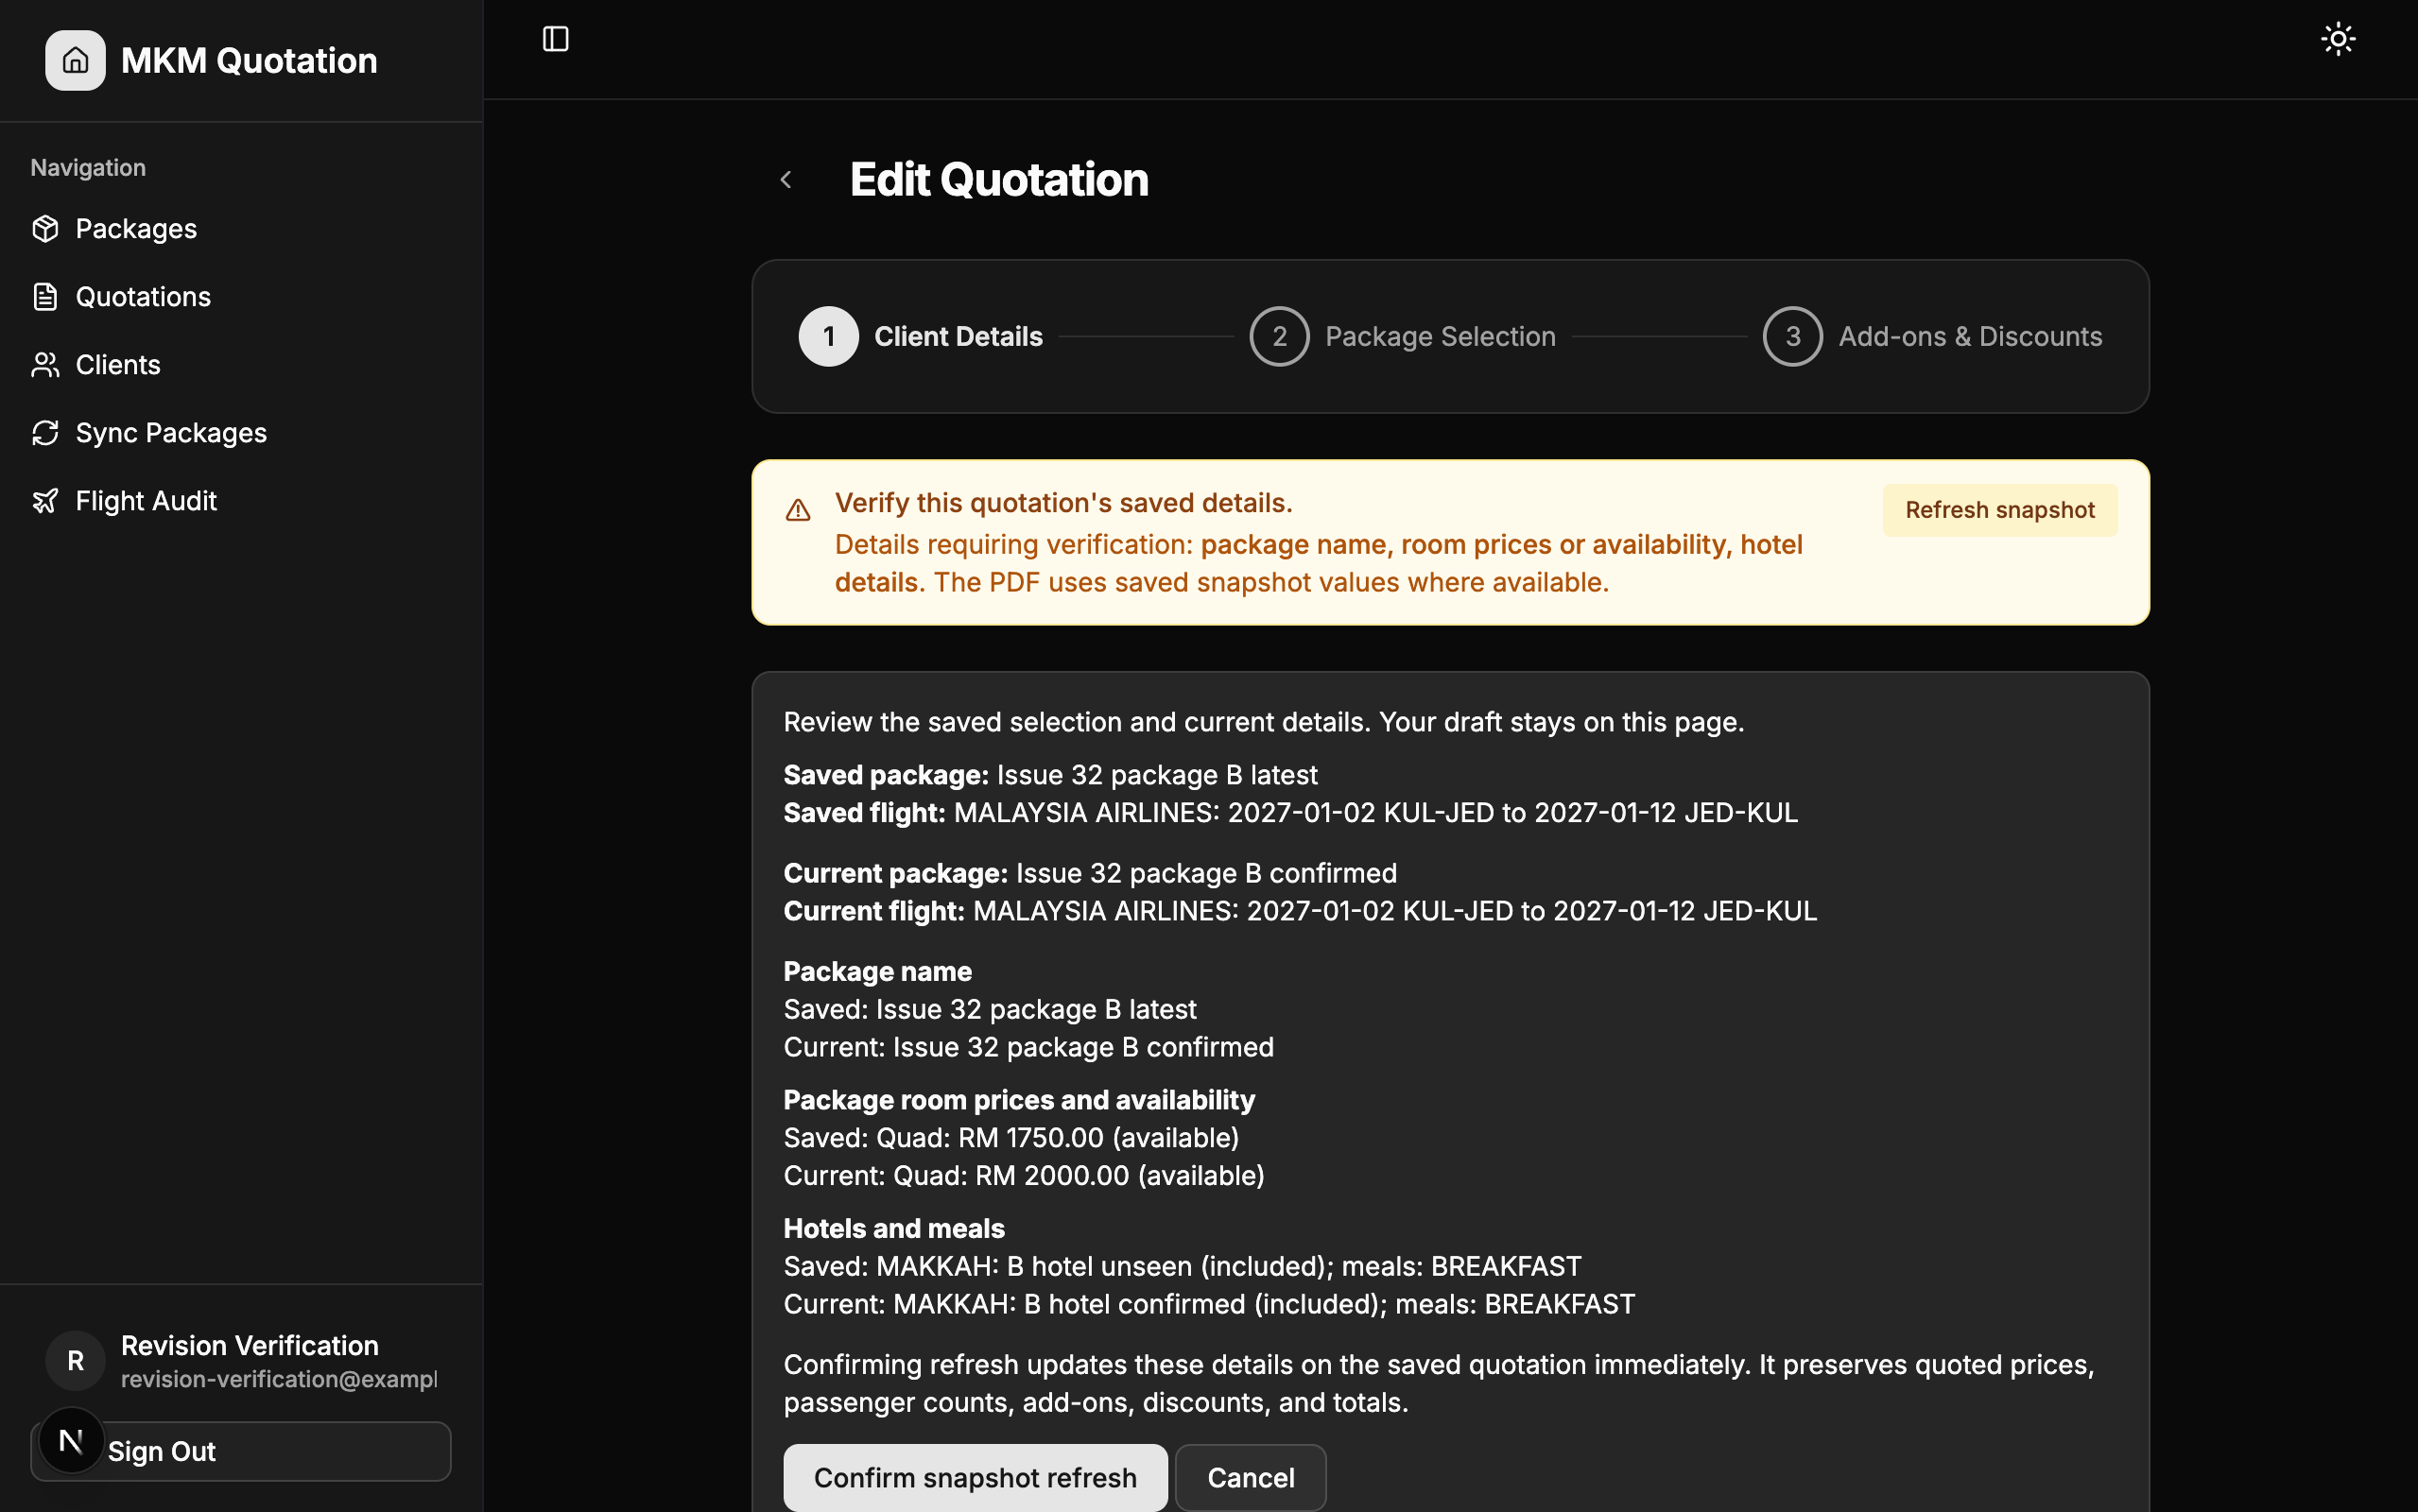 MKM Quotation
Navigation
Packages
Quotations
Clients
Sync Packages
Flight Audit
R
Revision Verification
revision-verification@exampl
N
Sign Out
Edit Quotation
1 Client Details
2 Package Selection
3 Add-ons & Discounts
Verify this quotation's saved details.
Refresh snapshot
Details requiring verification: package name, room prices or availability, hotel
details. The PDF uses saved snapshot values where available.
Review the saved selection and current details. Your draft stays on this page.
Saved package: Issue 32 package B latest
Saved flight: MALAYSIA AIRLINES: 2027-01-02 KUL-JED to 2027-01-12 JED-KUL
Current package: Issue 32 package B confirmed
Current flight: MALAYSIA AIRLINES: 2027-01-02 KUL-JED to 2027-01-12 JED-KUL
Package name
Saved: Issue 32 package B latest
Current: Issue 32 package B confirmed
Package room prices and availability
Saved: Quad: RM 1750.00 (available)
Current: Quad: RM 2000.00 (available)
Hotels and meals
Saved: MAKKAH: B hotel unseen (included); meals: BREAKFAST
Current: MAKKAH: B hotel confirmed (included); meals: BREAKFAST
Confirming refresh updates these details on the saved quotation immediately. It preserves quoted prices,
passenger counts, add-ons, discounts, and totals.
Confirm snapshot refresh
Cancel